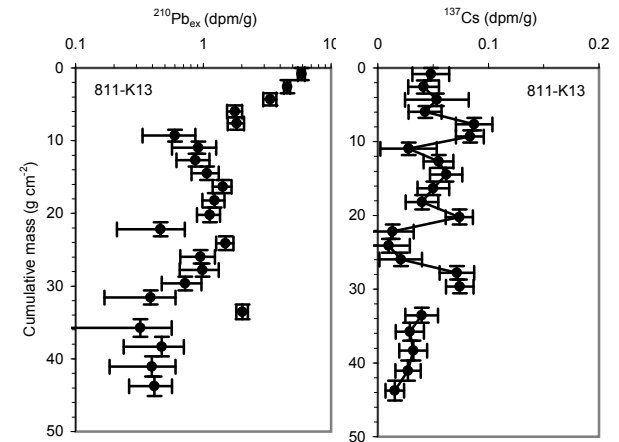 ²¹⁰Pbₑₓ (dpm/g)
0.1 1 10
0
10
20
30
40
50
811-K13
Cumulative mass (g cm⁻²)
¹³⁷Cs (dpm/g)
0 0.1 0.2
0
10
20
30
40
50
811-K13